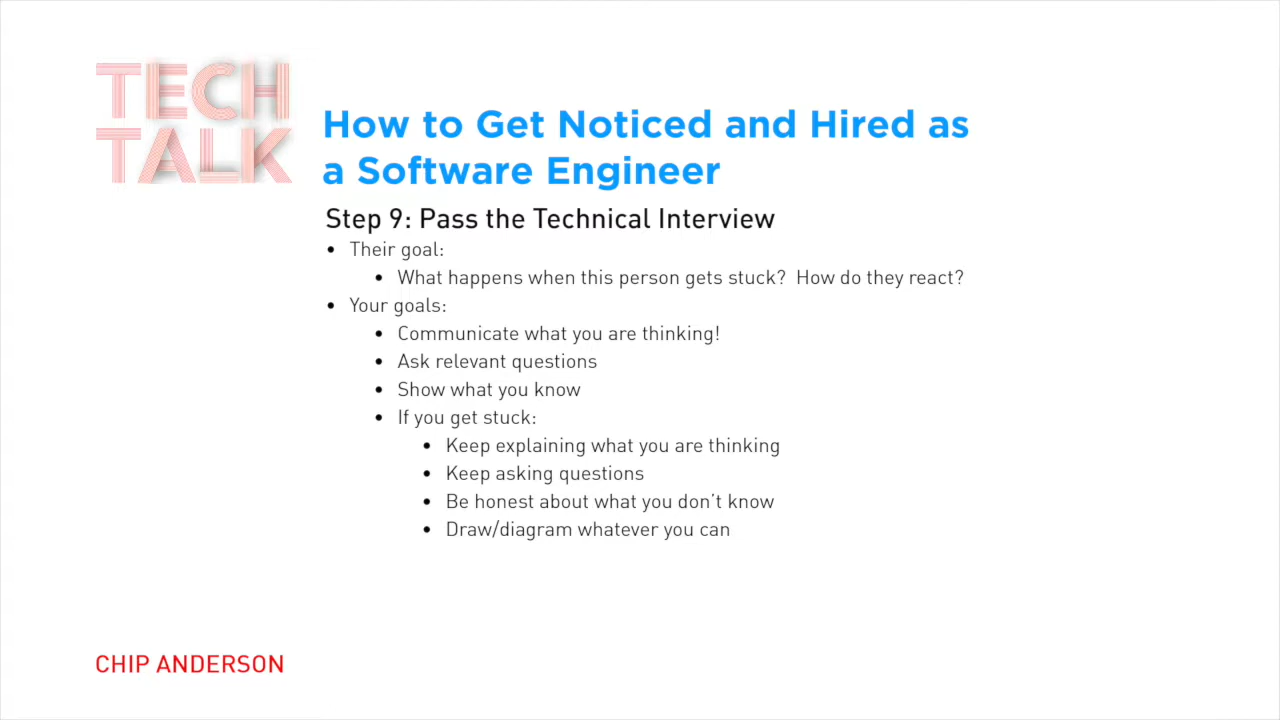 TECH
TALK
How to Get Noticed and Hired as
a Software Engineer
Step 9: Pass the Technical Interview
• Their goal:
• What happens when this person gets stuck?  How do they react?
• Your goals:
• Communicate what you are thinking!
• Ask relevant questions
• Show what you know
• If you get stuck:
• Keep explaining what you are thinking
• Keep asking questions
• Be honest about what you don’t know
• Draw/diagram whatever you can
CHIP ANDERSON